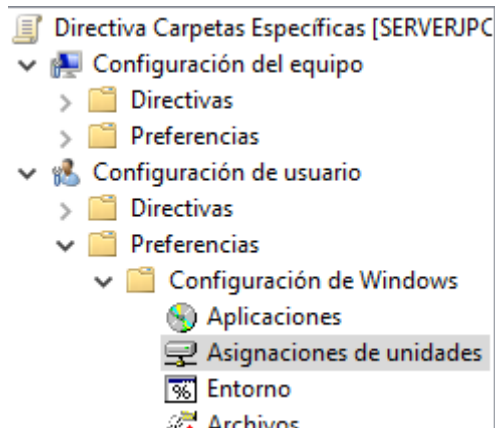 Directiva Carpetas Específicas [SERVERJPC
Configuración del equipo
Directivas
Preferencias
Configuración de usuario
Directivas
Preferencias
Configuración de Windows
Aplicaciones
Asignaciones de unidades
Entorno
Archivos